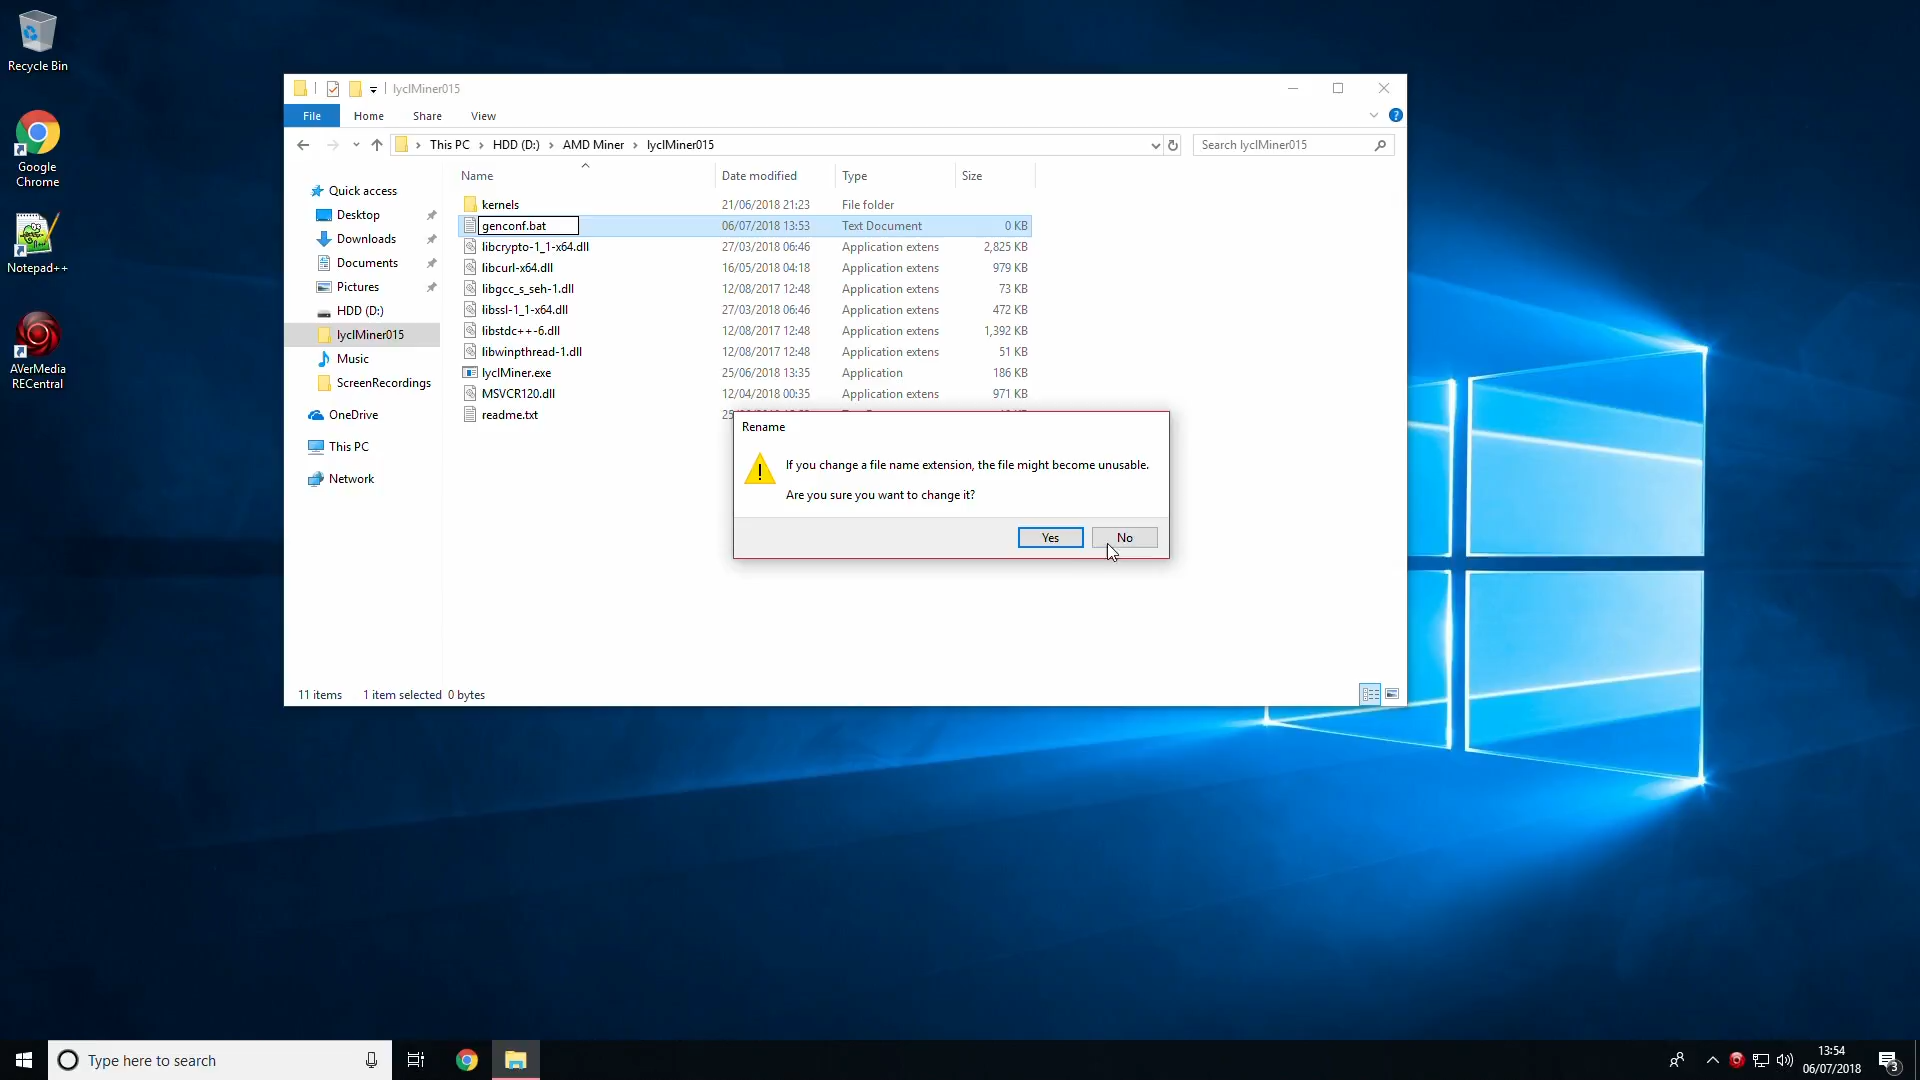 Recycle Bin
Google
Chrome
Notepad++
AVerMedia
RECentral
lyclMiner015
File
Home
Share
View
This PC
HDD (D:)
AMD Miner
lyclMiner015
Search lyclMiner015
Name
Date modified
Type
Size
Quick access
Desktop
Downloads
Documents
Pictures
HDD (D:)
lyclMiner015
Music
ScreenRecordings
OneDrive
This PC
Network
kernels 21/06/2018 21:23 File folder
genconf.bat 06/07/2018 13:53 Text Document 0 KB
libcrypto-1_1-x64.dll 27/03/2018 06:46 Application extens 2,825 KB
libcurl-x64.dll 16/05/2018 04:18 Application extens 979 KB
libgcc_s_seh-1.dll 12/08/2017 12:48 Application extens 73 KB
libssl-1_1-x64.dll 27/03/2018 06:46 Application extens 472 KB
libstdc++-6.dll 12/08/2017 12:48 Application extens 1,392 KB
libwinpthread-1.dll 12/08/2017 12:48 Application extens 51 KB
lyclMiner.exe 25/06/2018 13:35 Application 186 KB
MSVCR120.dll 12/04/2018 00:35 Application extens 971 KB
readme.txt
Rename
If you change a file name extension, the file might become unusable.
Are you sure you want to change it?
Yes
No
11 items 1 item selected 0 bytes
Type here to search
13:54
06/07/2018
3